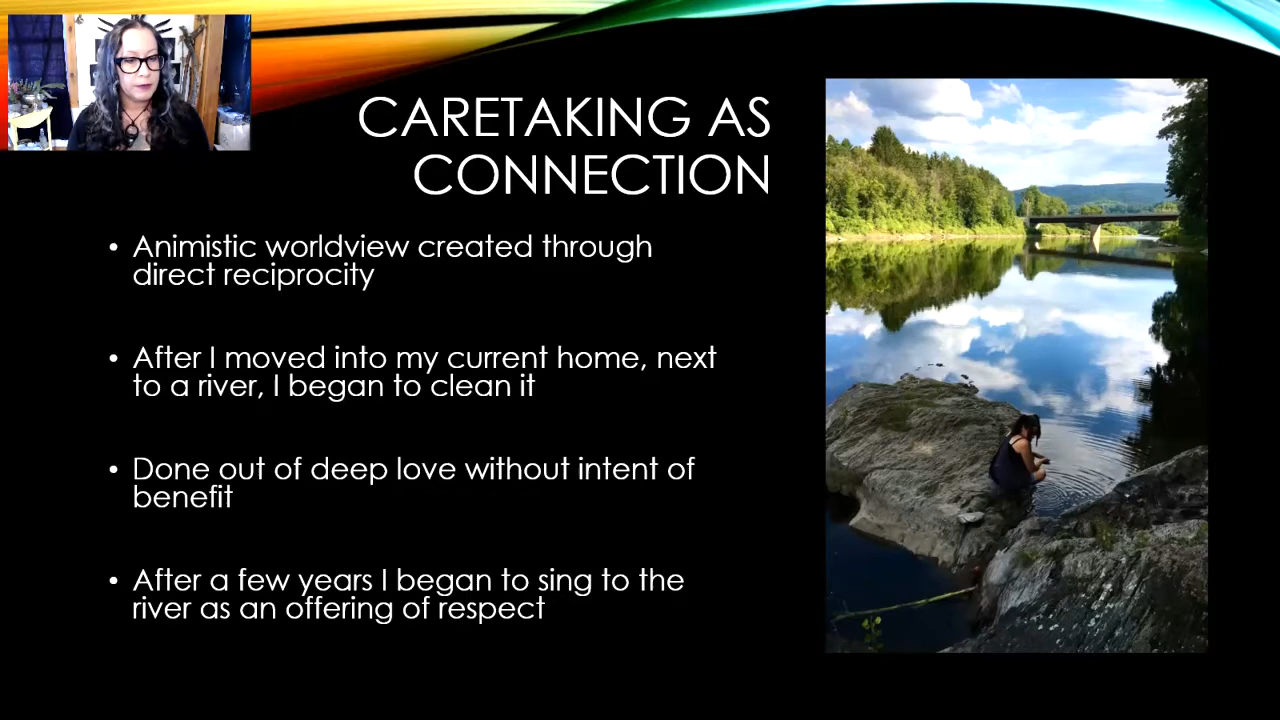 CARETAKING AS
CONNECTION
• Animistic worldview created through
direct reciprocity
• After I moved into my current home, next
to a river, I began to clean it
• Done out of deep love without intent of
benefit
• After a few years I began to sing to the
river as an offering of respect